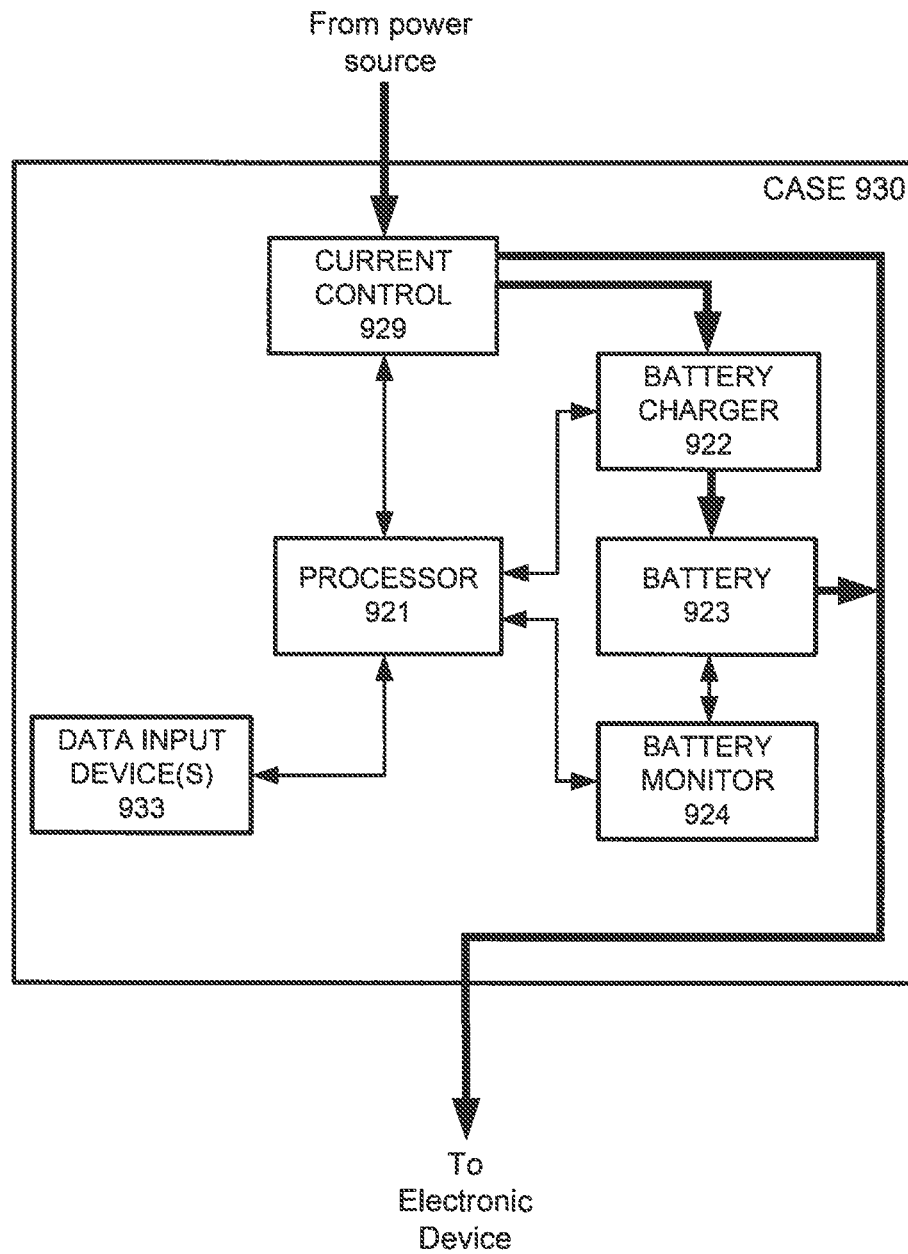 From power
source
CASE 930
CURRENT
CONTROL
929
BATTERY
CHARGER
922
PROCESSOR
921
BATTERY
923
DATA INPUT
DEVICE(S)
933
BATTERY
MONITOR
924
To
Electronic
Device